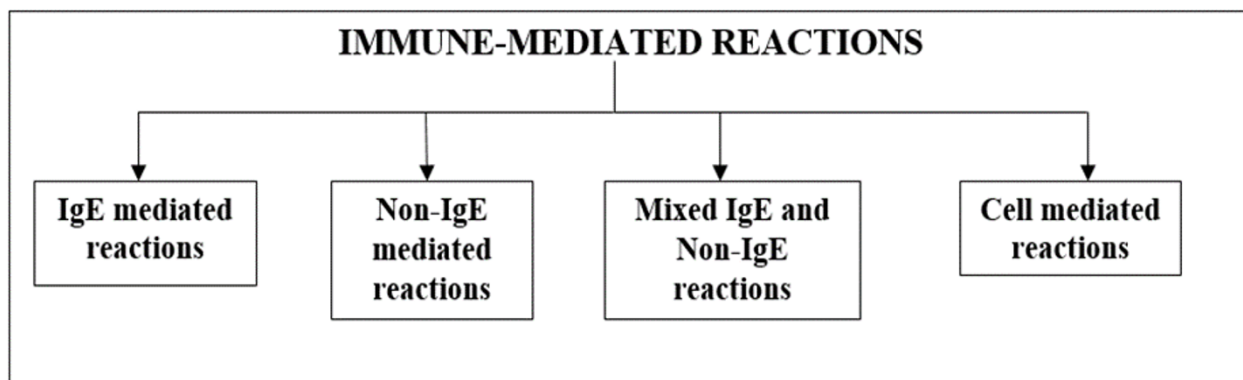 IMMUNE-MEDIATED REACTIONS
IgE mediated
reactions
Non-IgE
mediated
reactions
Mixed IgE and
Non-IgE
reactions
Cell mediated
reactions